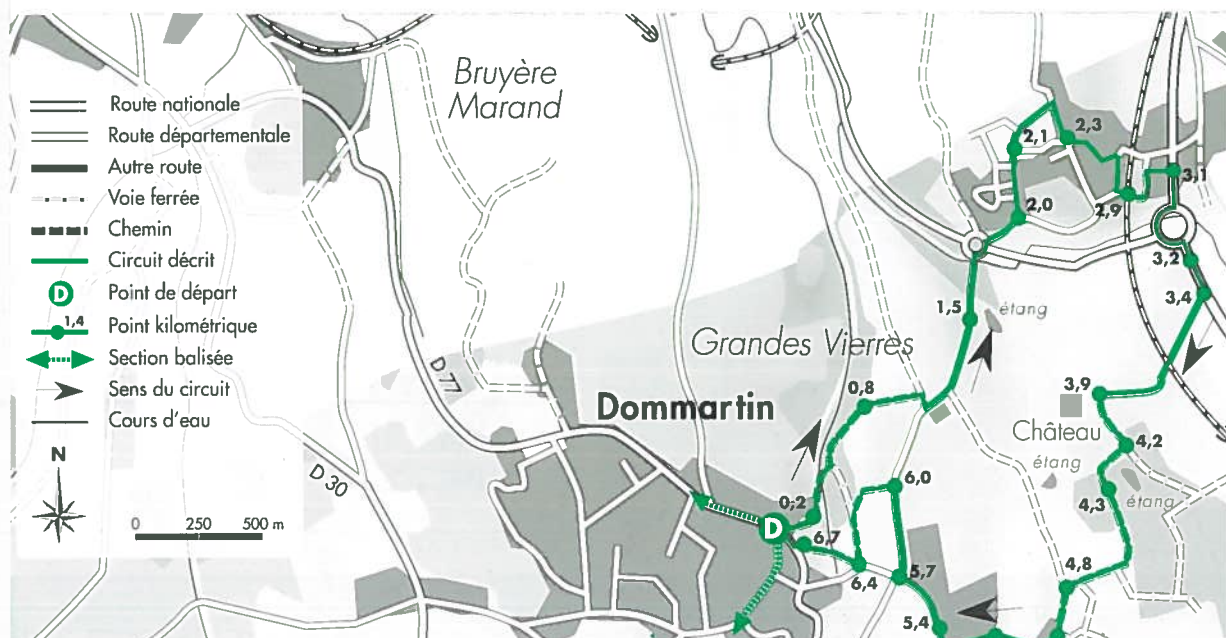 Bruyère
Marand
Route nationale
Route départementale
Autre route
Voie ferrée
Chemin
Circuit décrit
D
Point de départ
1,4
Point kilométrique
Section balisée
Sens du circuit
Cours d'eau
N
0 250 500 m
D 77
D 30
Grandes Vierres
Dommartin
D
0,2
0,8
1,5
étang
2,0
2,1
2,3
2,9
3,1
3,2
3,4
3,9
Château
4,2
étang
4,3
étang
4,8
5,4
5,7
6,0
6,4
6,7